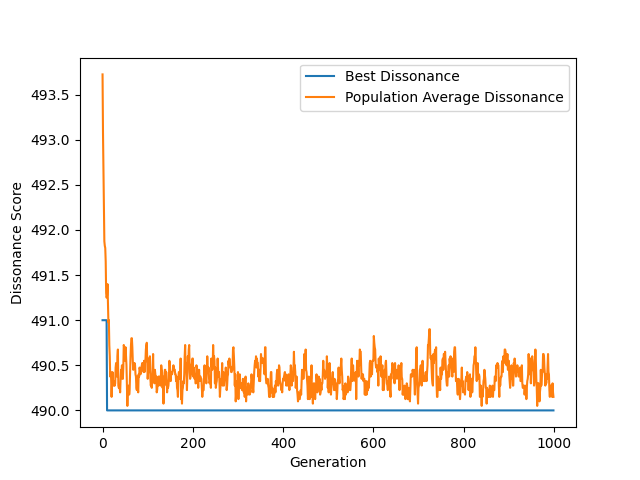 Best Dissonance
Population Average Dissonance
493.5
493.0
492.5
492.0
491.5
491.0
490.5
490.0
Dissonance Score
0 200 400 600 800 1000
Generation